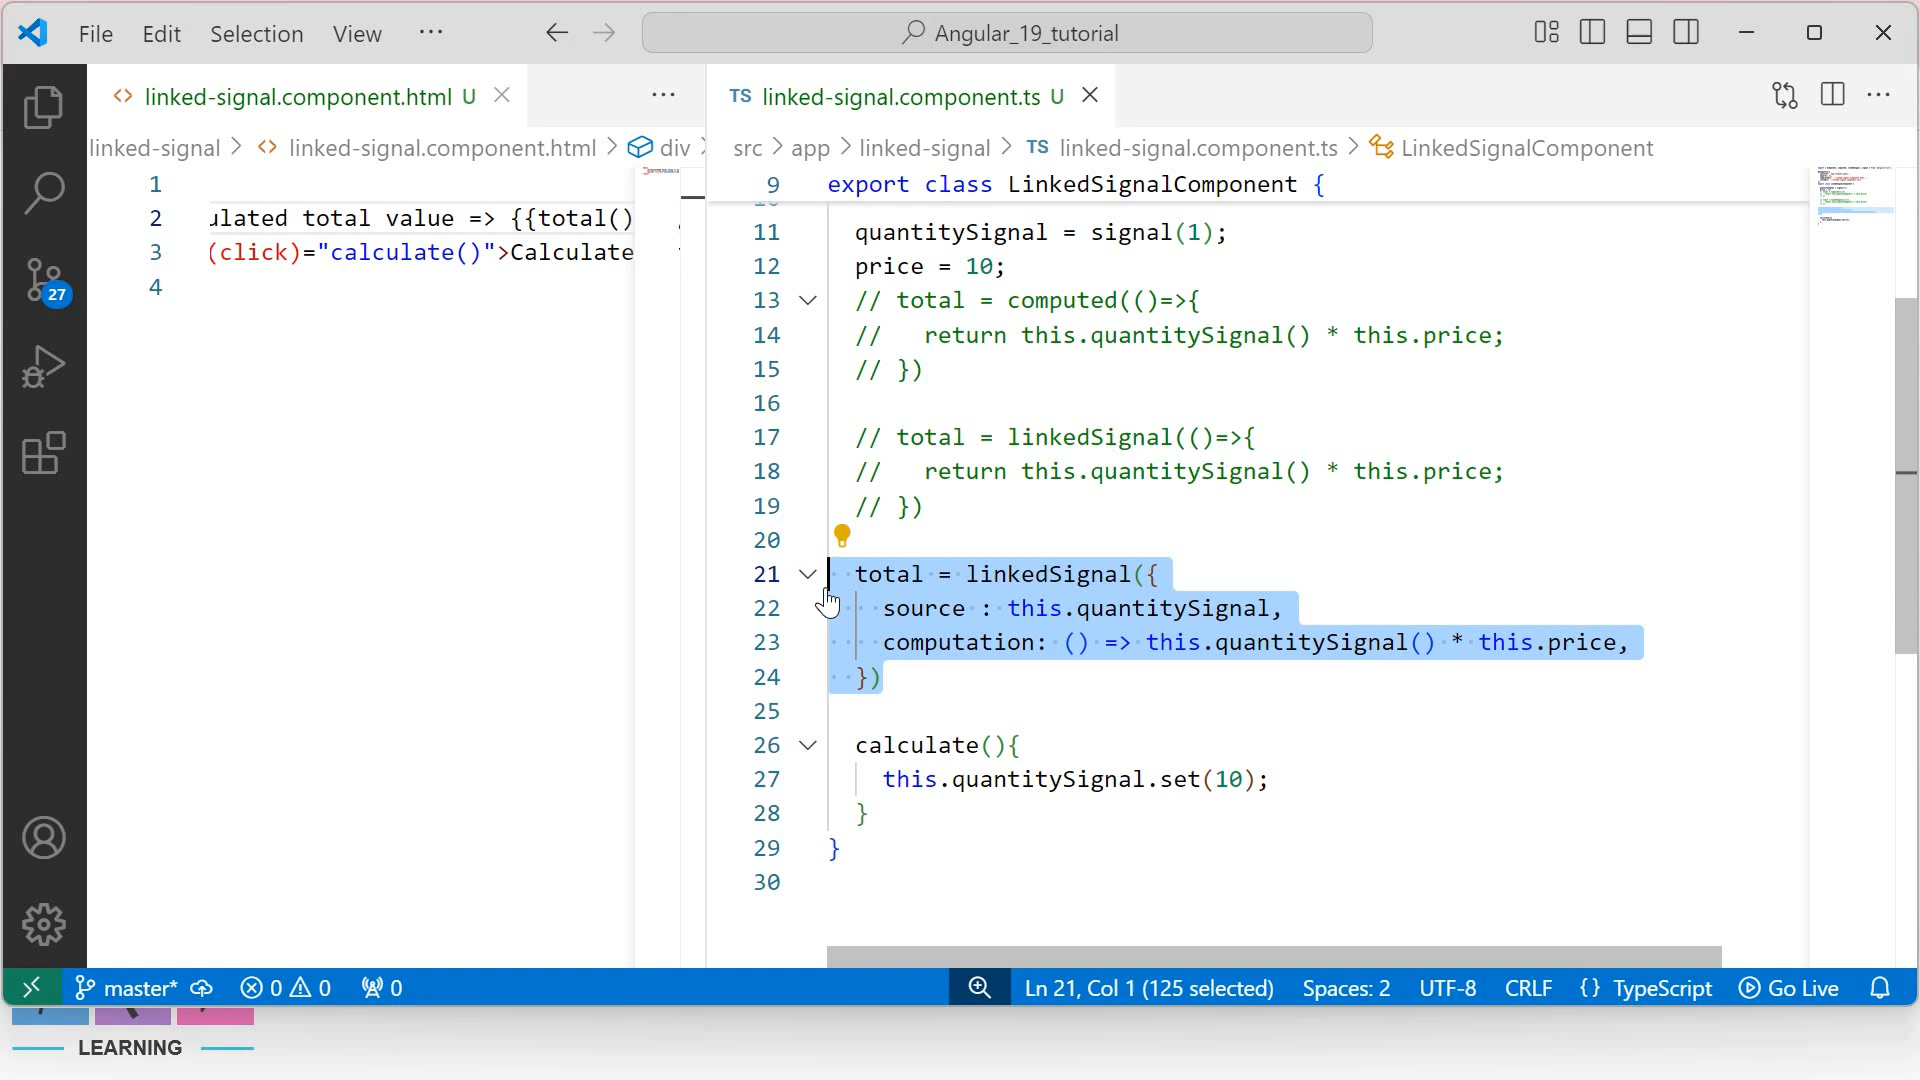 File Edit Selection View ··· Angular_19_tutorial
linked-signal.component.html U
linked-signal > linked-signal.component.html > div >
1
2 ulated total value => {{total()
3 (click)="calculate()">Calculate
4
TS linked-signal.component.ts U
src > app > linked-signal > TS linked-signal.component.ts > LinkedSignalComponent
9 export class LinkedSignalComponent {
11 quantitySignal = signal(1);
12 price = 10;
13 // total = computed(()=>{
14 //   return this.quantitySignal() * this.price;
15 // })
16
17 // total = linkedSignal(()=>{
18 //   return this.quantitySignal() * this.price;
19 // })
20
21 total = linkedSignal({
22 source : this.quantitySignal,
23 computation: () => this.quantitySignal() * this.price,
24 })
25
26 calculate(){
27 this.quantitySignal.set(10);
28 }
29 }
30
27
master* 0 0 0 Ln 21, Col 1 (125 selected) Spaces: 2 UTF-8 CRLF {} TypeScript Go Live
LEARNING